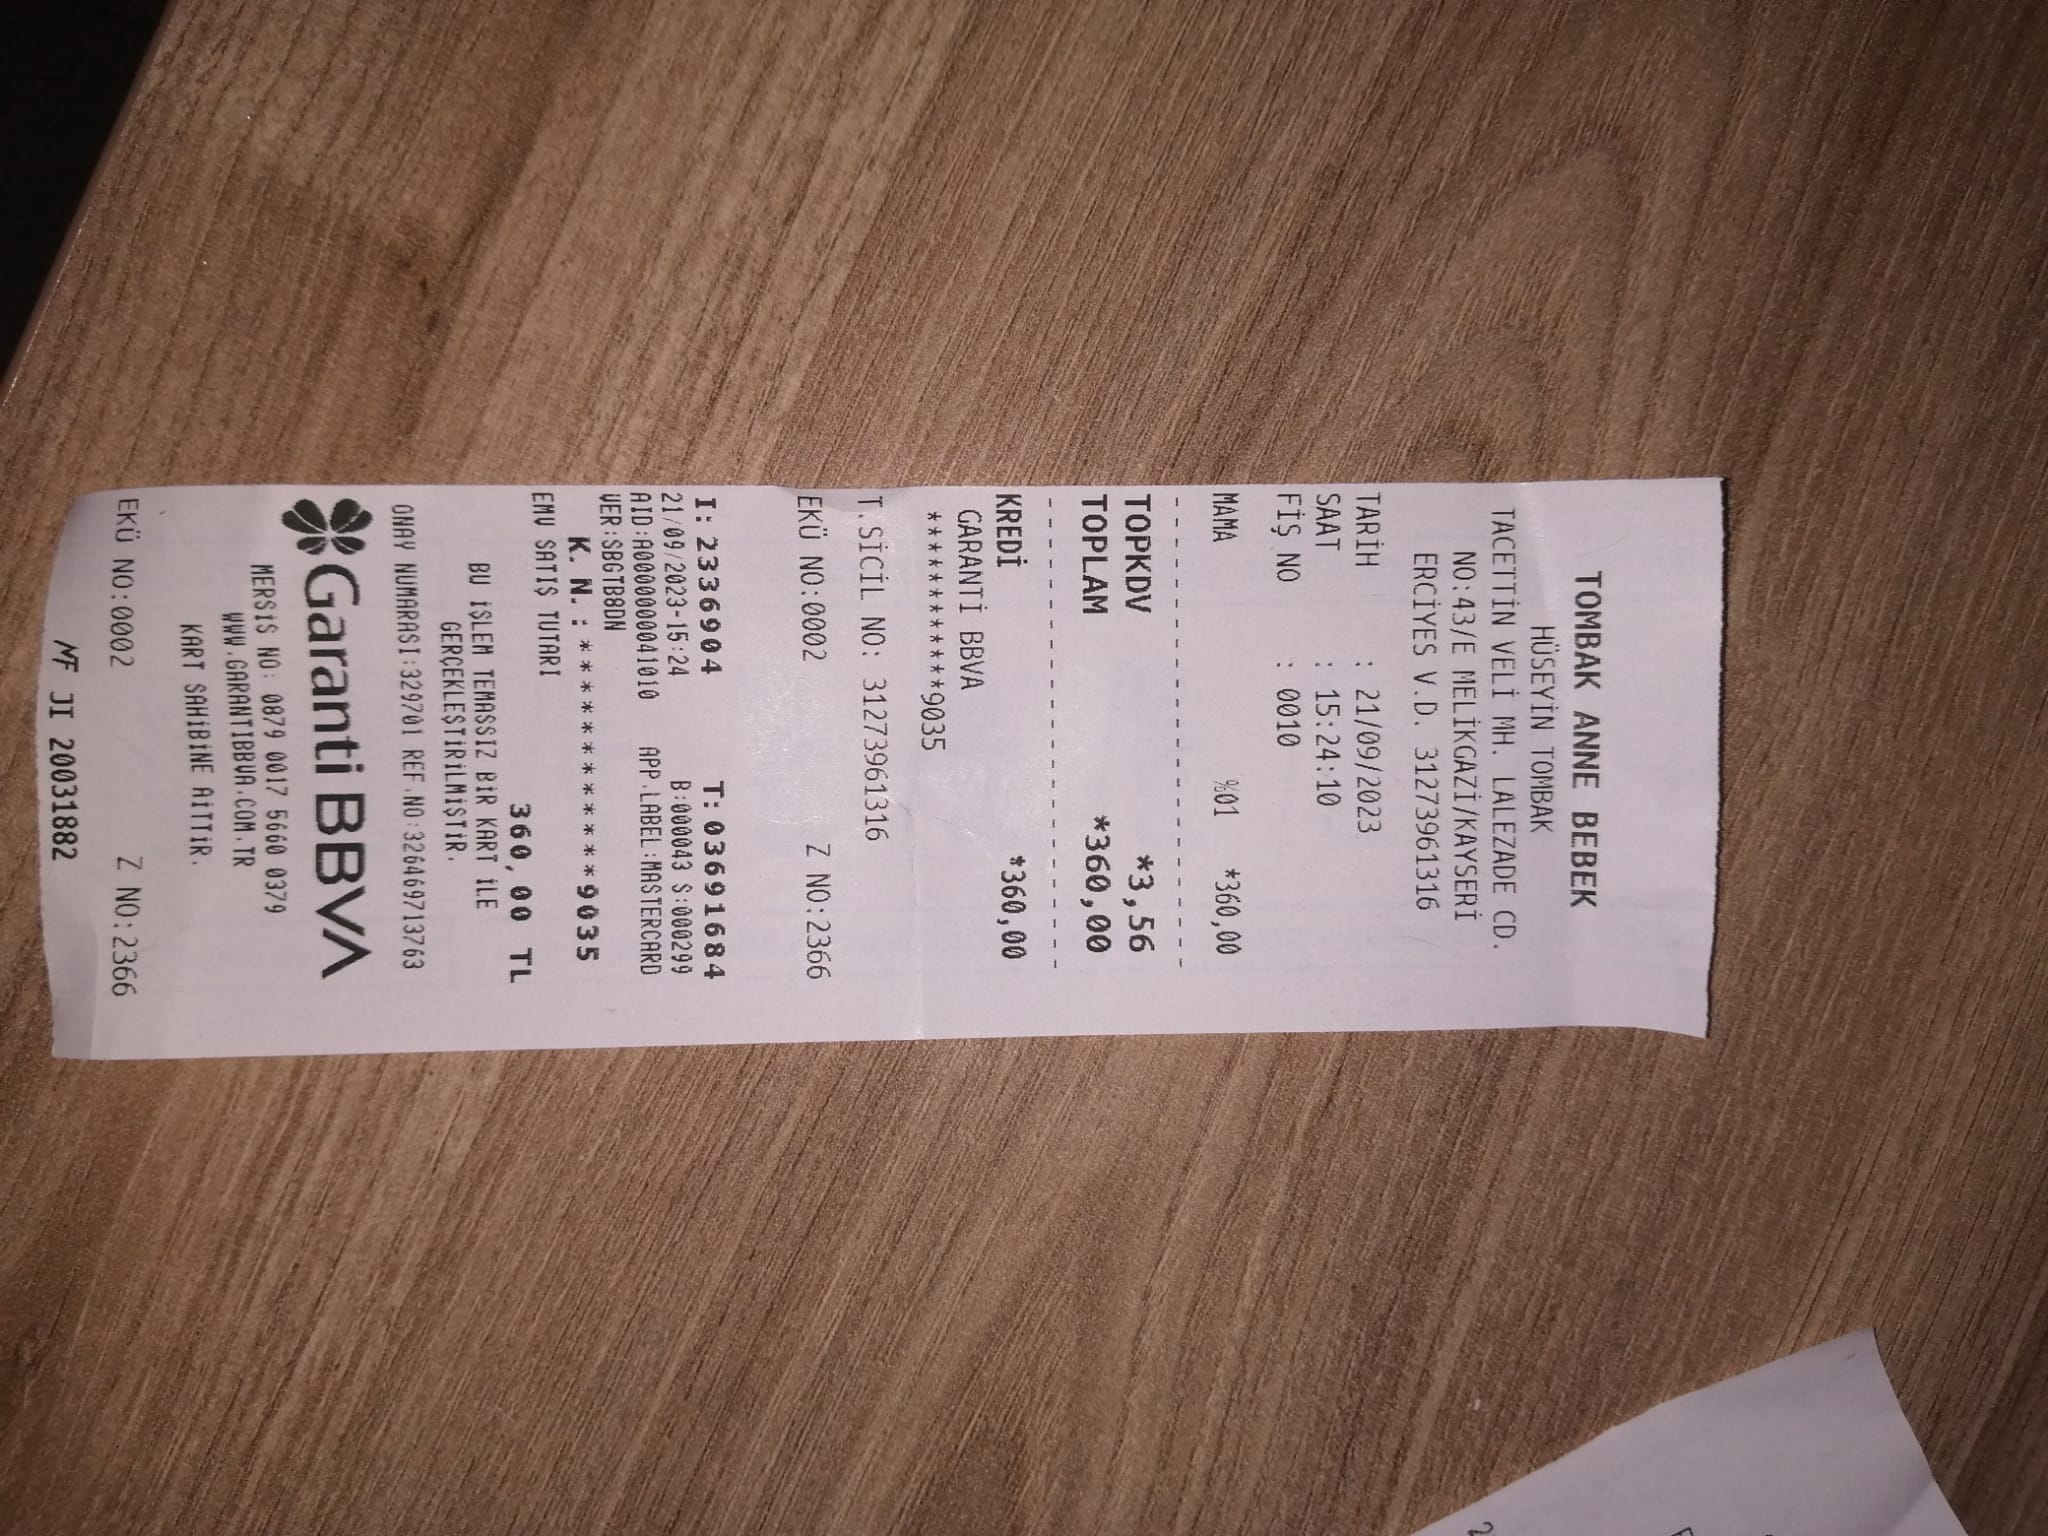 TOMBAK ANNE BEBEK
HÜSEYİN TOMBAK
TACETTİN VELİ MH. LALEZADE CD.
NO:43/E MELİKGAZİ/KAYSERİ
ERCİYES V.D. 31273961316
TARİH : 21/09/2023
SAAT : 15:24:10
FİŞ NO : 0010
MAMA %01 *360,00
TOPKDV *3,56
TOPLAM *360,00
KREDİ *360,00
GARANTİ BBVA
************9035
T.SİCİL NO: 31273961316
EKÜ NO:0002 Z NO:2366
I:233904 T:03691684
21/09/2023-15:24 B:000043 S:000299
AID:A0000000041010 APP.LABEL:MASTERCARD
VER:SBGTB8DN
K.N.:************9035
EMV SATIŞ TUTARI
360,00 TL
BU İŞLEM TEMASSIZ BİR KART İLE
GERÇEKLEŞTİRİLMİŞTİR.
ONAY NUMARASI:329701 REF.NO:326469713763
Garanti BBVA
MERSİS NO: 0879 0017 5660 0379
WWW.GARANTIBBVA.COM.TR
KART SAHİBİNE AİTTİR.
EKÜ NO:0002 Z NO:2366
MF JI 20031882